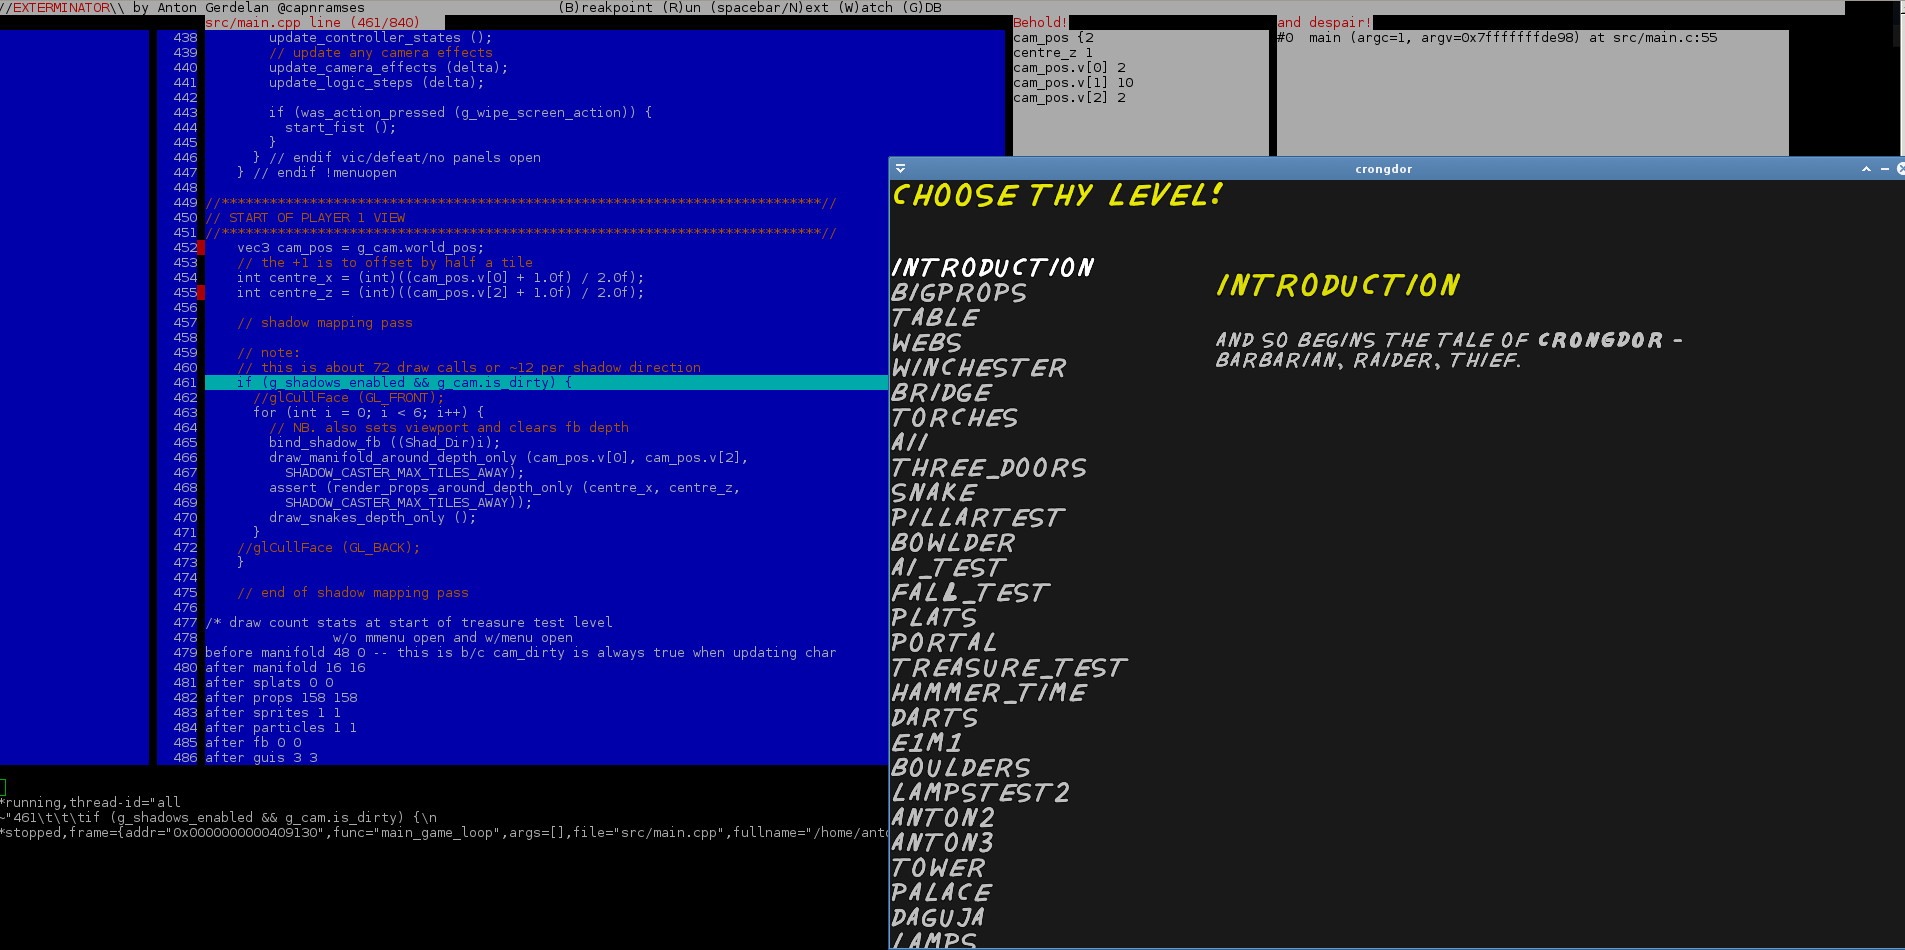 //EXTERMINATOR\\ by Anton Gerdelan @capnramses (B)reakpoint (R)un (spacebar/N)ext (W)atch (G)DB
src/main.cpp line (461/840)
438 update_controller_states ();
439 // update any camera effects
440 update_camera_effects (delta);
441 update_logic_steps (delta);
442
443 if (was_action_pressed (g_wipe_screen_action)) {
444 start_fist ();
445 }
446 } // endif vic/defeat/no panels open
447 } // endif !menuopen
448
449 //***************************************************************************//
450 // START OF PLAYER 1 VIEW
451 //***************************************************************************//
452 vec3 cam_pos = g_cam.world_pos;
453 // the +1 is to offset by half a tile
454 int centre_x = (int)((cam_pos.v[0] + 1.0f) / 2.0f);
455 int centre_z = (int)((cam_pos.v[2] + 1.0f) / 2.0f);
456
457 // shadow mapping pass
458
459 // note:
460 // this is about 72 draw calls or ~12 per shadow direction
461 if (g_shadows_enabled && g_cam.is_dirty) {
462 //glCullFace (GL_FRONT);
463 for (int i = 0; i < 6; i++) {
464 // NB. also sets viewport and clears fb depth
465 bind_shadow_fb ((Shad_Dir)i);
466 draw_manifold_around_depth_only (cam_pos.v[0], cam_pos.v[2],
467 SHADOW_CASTER_MAX_TILES_AWAY);
468 assert (render_props_around_depth_only (centre_x, centre_z,
469 SHADOW_CASTER_MAX_TILES_AWAY));
470 draw_snakes_depth_only ();
471 }
472 //glCullFace (GL_BACK);
473 }
474
475 // end of shadow mapping pass
476
477 /* draw count stats at start of treasure test level
478 w/o mmenu open and w/menu open
479 before manifold 48 0 -- this is b/c cam_dirty is always true when updating char
480 after manifold 16 16
481 after splats 0 0
482 after props 158 158
483 after sprites 1 1
484 after particles 1 1
485 after fb 0 0
486 after guis 3 3
*running,thread-id="all
~"461\t\t\tif (g_shadows_enabled && g_cam.is_dirty) {\n
*stopped,frame={addr="0x0000000000409130",func="main_game_loop",args=[],file="src/main.cpp",fullname="/home/anto
Behold!
cam_pos {2
centre_z 1
cam_pos.v[0] 2
cam_pos.v[1] 10
cam_pos.v[2] 2
and despair!
#0 main (argc=1, argv=0x7fffffffde98) at src/main.c:55
crongdor
CHOOSE THY LEVEL!
INTRODUCTION
BIGPROPS
TABLE
WEBS
WINCHESTER
BRIDGE
TORCHES
All
THREE_DOORS
SNAKE
PILLARTEST
BOWLDER
AI_TEST
FALL_TEST
PLATS
PORTAL
TREASURE_TEST
HAMMER_TIME
DARTS
E1M1
BOULDERS
LAMPSTEST2
ANTON2
ANTON3
TOWER
PALACE
DAGUJA
LAMPS
INTRODUCTION
AND SO BEGINS THE TALE OF CRONGDOR -
BARBARIAN, RAIDER, THIEF.